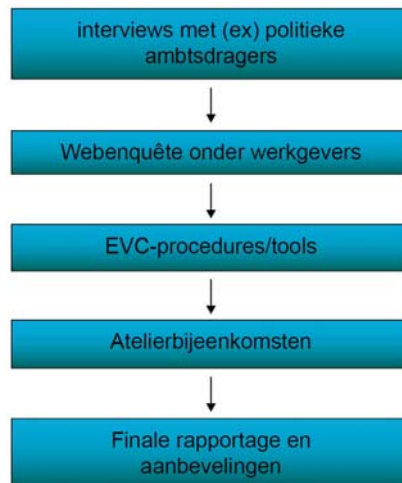 interviews met (ex) politieke
ambtsdragers
Webenquête onder werkgevers
EVC-procedures/tools
Atelierbijeenkomsten
Finale rapportage en
aanbevelingen